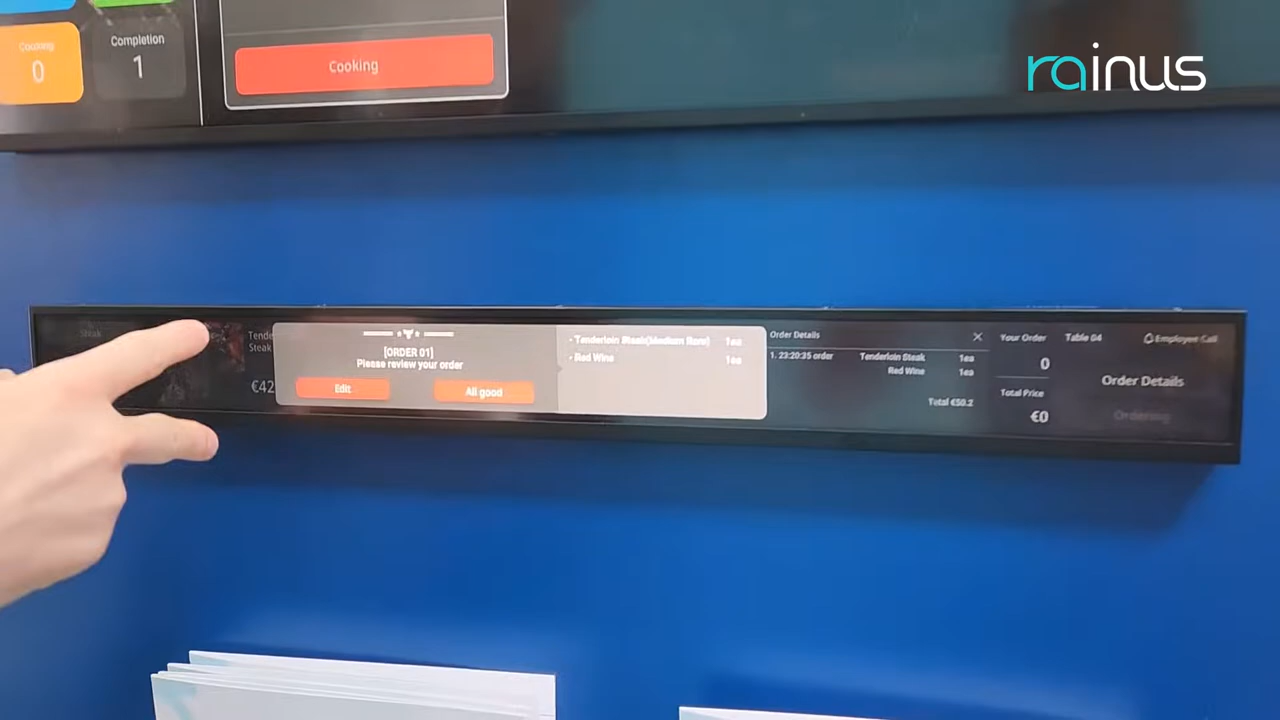 Cooking
0
Completion
1
Cooking
rainus
Steak
Tende
Steak
€42
[ORDER 01]
Please review your order
Edit
All good
- Tenderloin Steak(Medium Rare) 1ea
- Red Wine 1ea
Order Details
1. 23:20:35 order Tenderloin Steak 1ea
Red Wine 1ea
Total €50.2
Your Order
0
Total Price
€0
Table 04
Employee Call
Order Details
Ordering